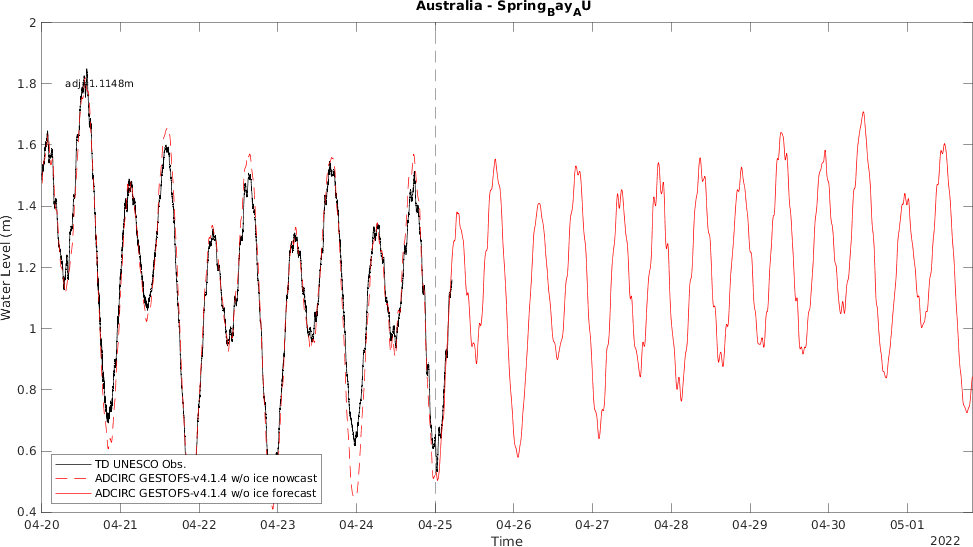 Australia - SpringBayAU
Water Level (m)
2
1.8
1.6
1.4
1.2
1
0.8
0.6
0.4
adj=1.1148m
TD UNESCO Obs.
ADCIRC GESTOFS-v4.1.4 w/o ice nowcast
ADCIRC GESTOFS-v4.1.4 w/o ice forecast
04-20 04-21 04-22 04-23 04-24 04-25 04-26 04-27 04-28 04-29 04-30 05-01
Time
2022